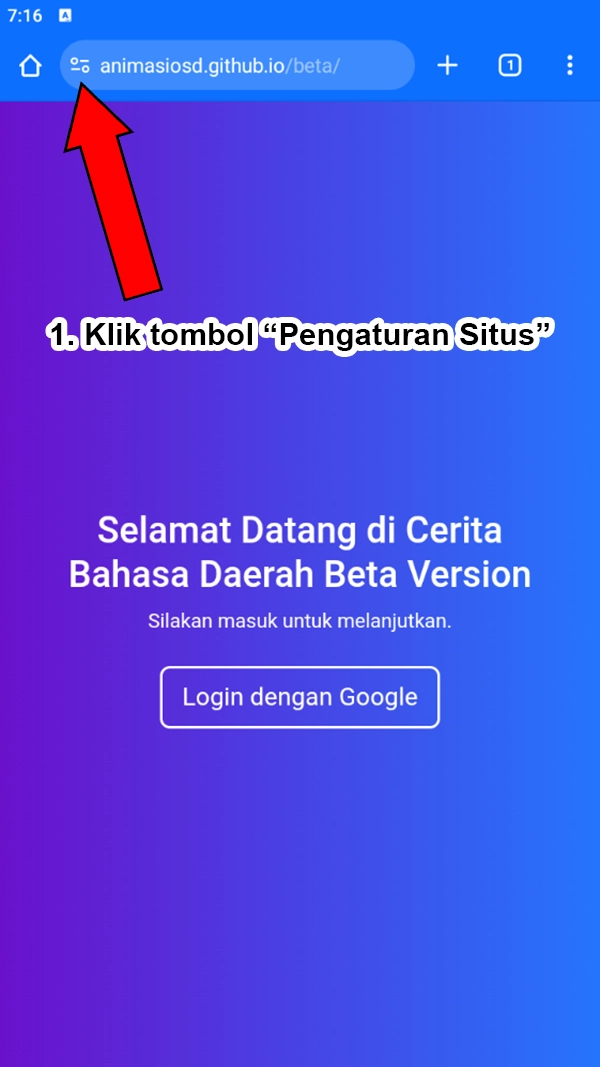 7:16 A
animasiosd.github.io/beta/ 1
1. Klik tombol “Pengaturan Situs”
Selamat Datang di Cerita
Bahasa Daerah Beta Version
Silakan masuk untuk melanjutkan.
Login dengan Google